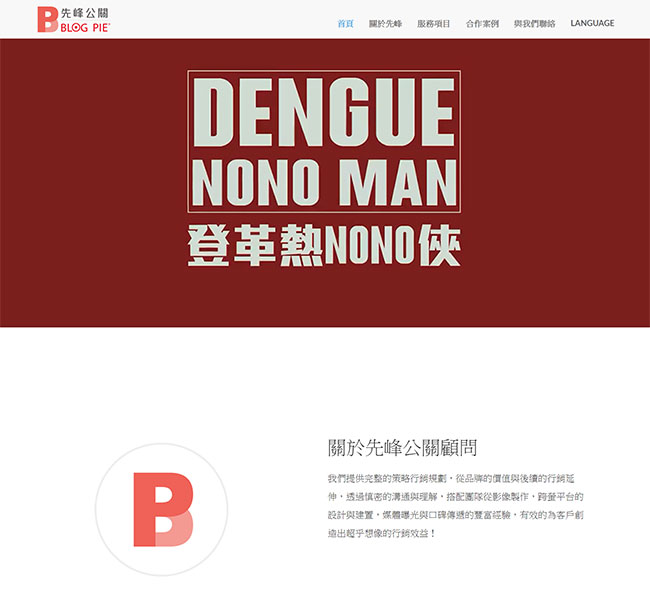 先峰公關
BLOG PIE
首頁 關於先峰 服務項目 合作案例 與我們聯絡 LANGUAGE
DENGUE
NONO MAN
登革熱NONO俠
關於先峰公關顧問
我們提供完整的策略行銷規劃，從品牌的價值與後續的行銷延
伸，透過慎密的溝通與理解，搭配團隊從影像製作，跨螢平台的
設計與建置，媒體曝光與口碑傳遞的豐富經驗，有效的為客戶創
造出超乎想像的行銷效益！